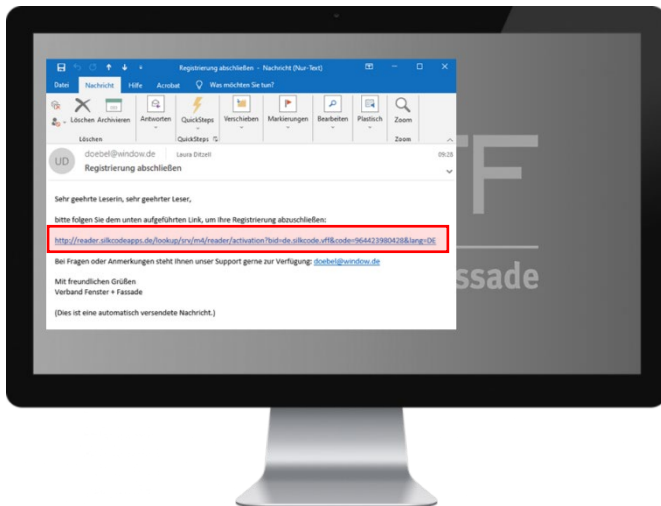 Registrierung abschließen - Nachricht (Nur-Text)
Datei Nachricht Hilfe Acrobat Was möchten Sie tun?
Löschen Archivieren Antworten QuickSteps Verschieben Markierungen Bearbeiten Plastisch Zoom
Löschen QuickSteps Zoom
UD
doebel@window.de Laura Ditzell 09:28
Registrierung abschließen
Sehr geehrte Leserin, sehr geehrter Leser,
bitte folgen Sie dem unten aufgeführten Link, um Ihre Registrierung abzuschließen:
http://reader.silkcodeapps.de/lookup/srv/m4/reader/activation?bid=de.silkcode.vff&code=964423980428&lang=DE
Bei Fragen oder Anmerkungen steht Ihnen unser Support gerne zur Verfügung: doebel@window.de
Mit freundlichen Grüßen
Verband Fenster + Fassade
(Dies ist eine automatisch versendete Nachricht.)
F
ssade